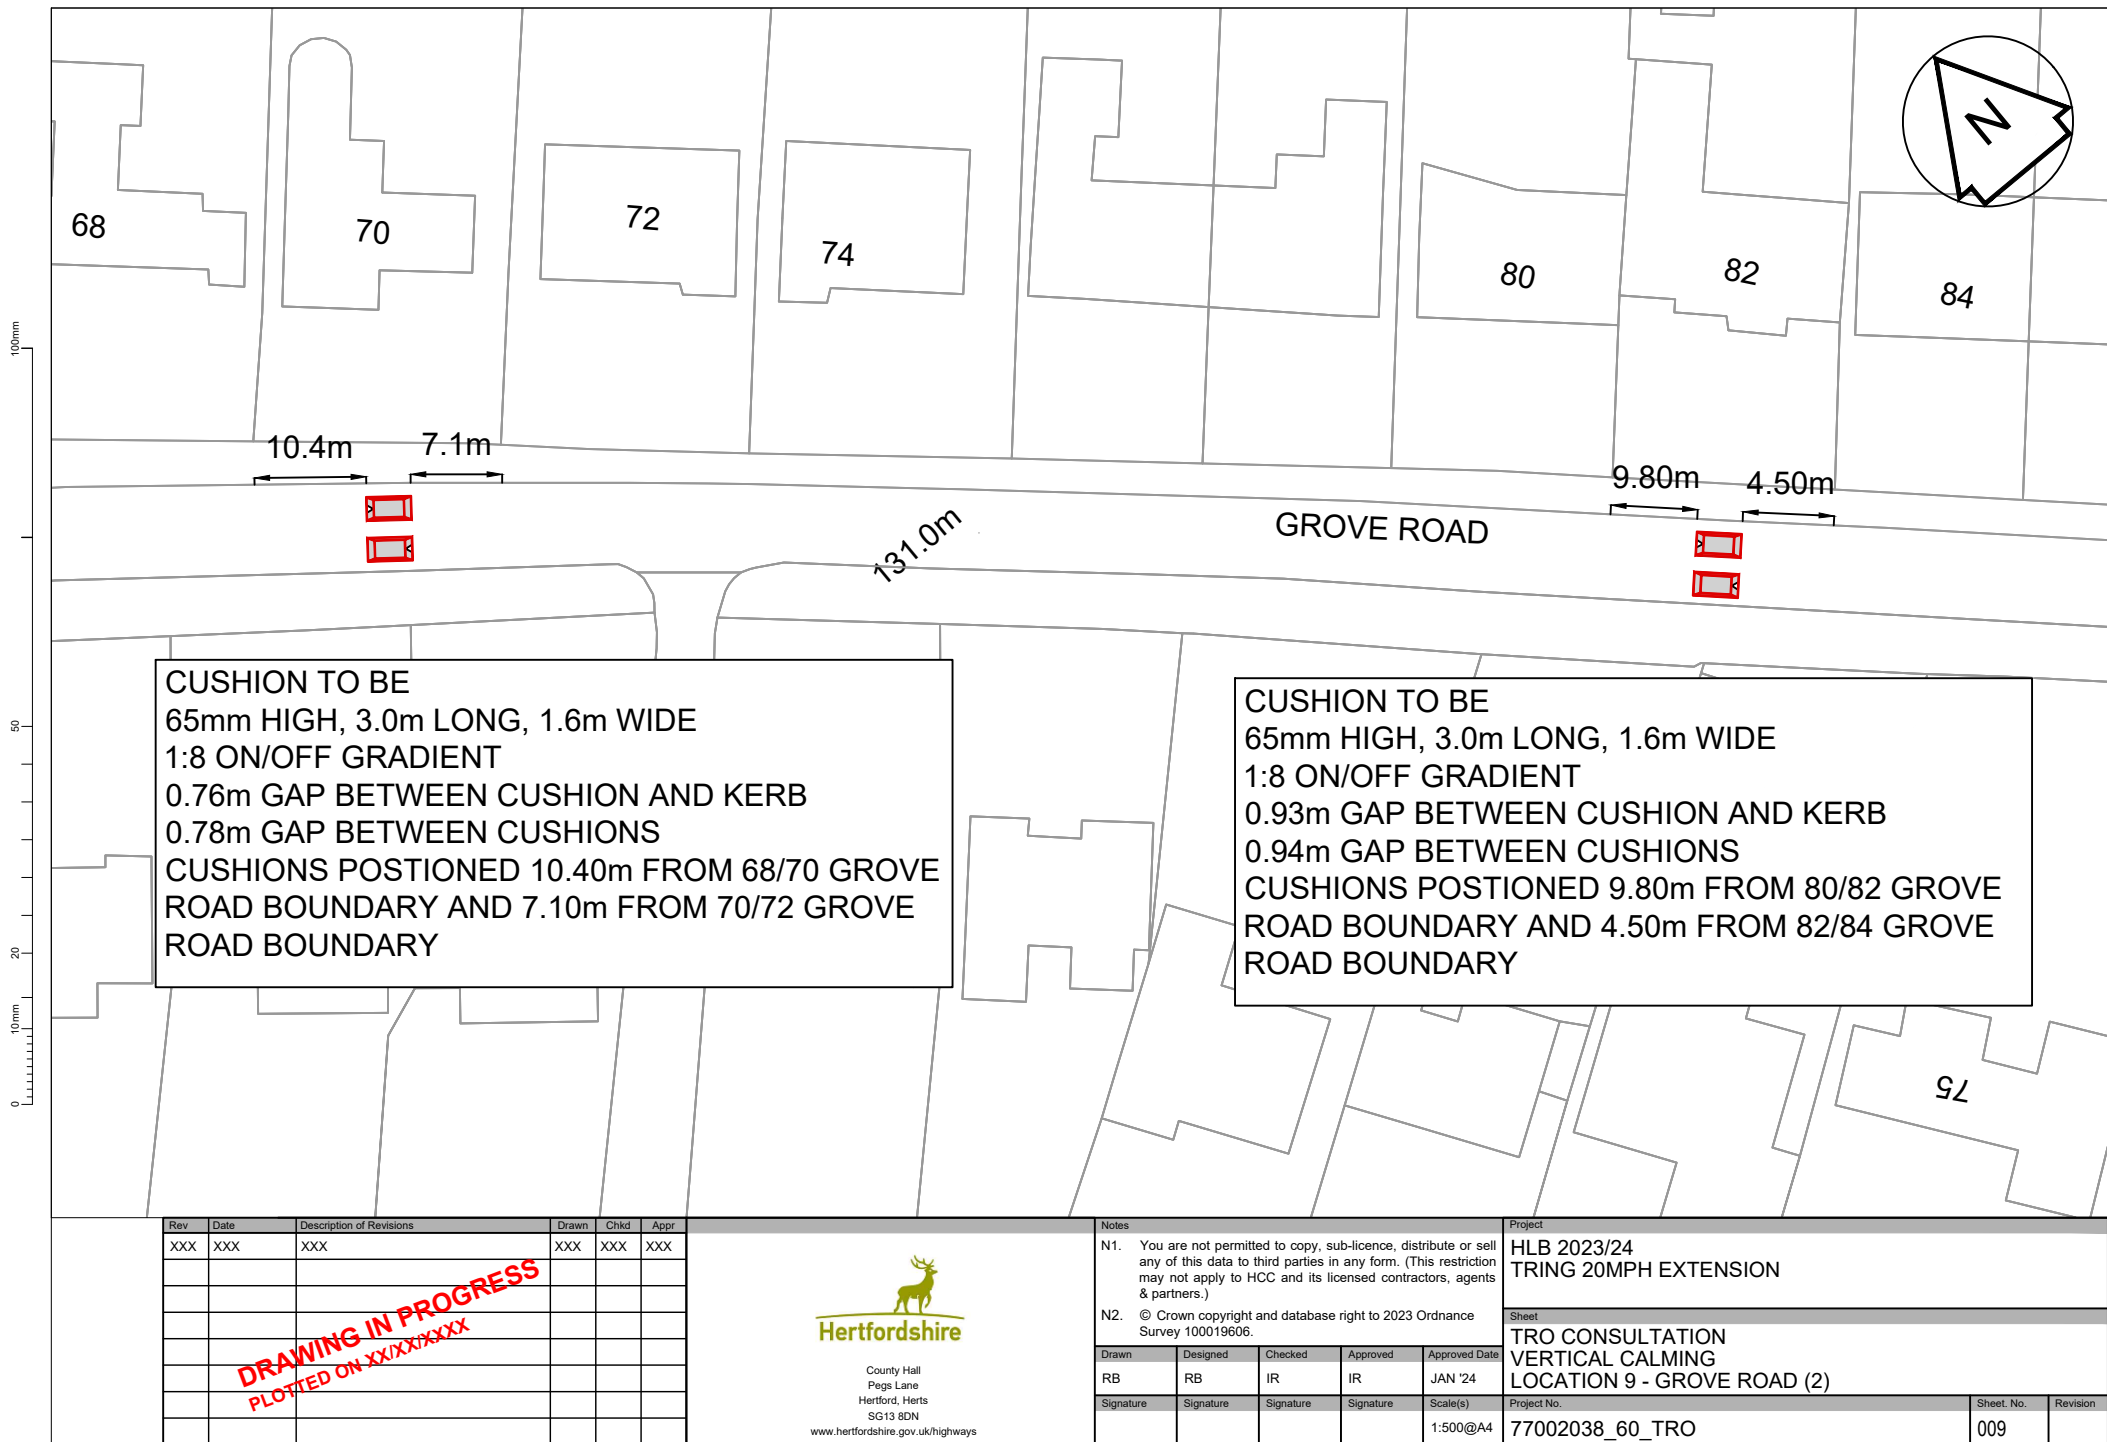 68
70
72
74
80
82
84
N
100mm
50
20
10mm
0
10.4m
7.1m
9.80m
4.50m
131.0m
GROVE ROAD
CUSHION TO BE
65mm HIGH, 3.0m LONG, 1.6m WIDE
1:8 ON/OFF GRADIENT
0.76m GAP BETWEEN CUSHION AND KERB
0.78m GAP BETWEEN CUSHIONS
CUSHIONS POSTIONED 10.40m FROM 68/70 GROVE
ROAD BOUNDARY AND 7.10m FROM 70/72 GROVE
ROAD BOUNDARY
CUSHION TO BE
65mm HIGH, 3.0m LONG, 1.6m WIDE
1:8 ON/OFF GRADIENT
0.93m GAP BETWEEN CUSHION AND KERB
0.94m GAP BETWEEN CUSHIONS
CUSHIONS POSTIONED 9.80m FROM 80/82 GROVE
ROAD BOUNDARY AND 4.50m FROM 82/84 GROVE
ROAD BOUNDARY
75
Rev Date Description of Revisions Drawn Chkd Appr
XXX XXX XXX XXX XXX XXX
DRAWING IN PROGRESS
PLOTTED ON XX/XX/XXXX
Hertfordshire
County Hall
Pegs Lane
Hertford, Herts
SG13 8DN
www.hertfordshire.gov.uk/highways
Notes
N1. You are not permitted to copy, sub-licence, distribute or sell
any of this data to third parties in any form. (This restriction
may not apply to HCC and its licensed contractors, agents
& partners.)
N2. © Crown copyright and database right to 2023 Ordnance
Survey 100019606.
Drawn Designed Checked Approved Approved Date
RB RB IR IR JAN '24
Signature Signature Signature Signature Scale(s)
1:500@A4
Project
HLB 2023/24
TRING 20MPH EXTENSION
Sheet
TRO CONSULTATION
VERTICAL CALMING
LOCATION 9 - GROVE ROAD (2)
Project No. Sheet. No. Revision
77002038_60_TRO 009